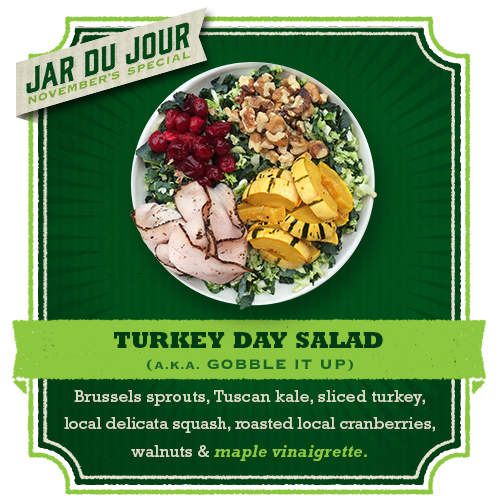 JAR DU JOUR
NOVEMBER'S SPECIAL
TURKEY DAY SALAD
(A.K.A. GOBBLE IT UP)
Brussels sprouts, Tuscan kale, sliced turkey,
local delicata squash, roasted local cranberries,
walnuts & maple vinaigrette.